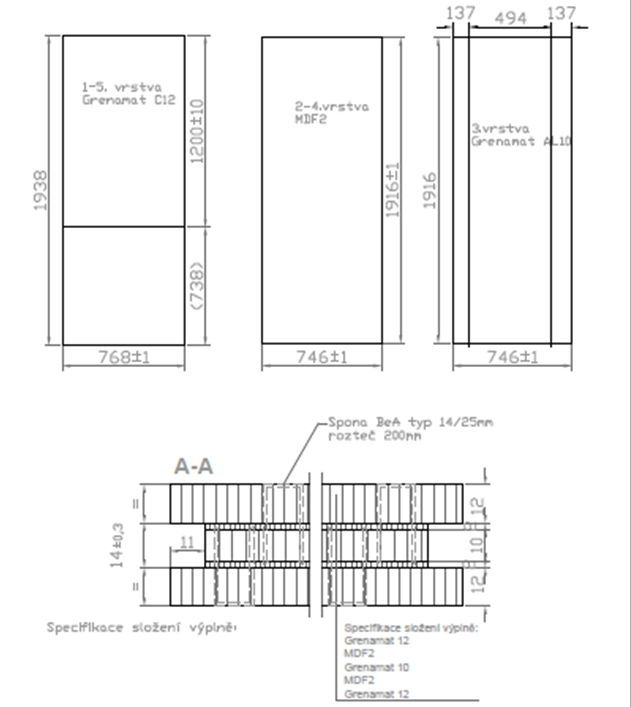 137 494 137
1-5. vrstva
Grenamat C12
2-4.vrstva
MDF2
3.vrstva
Grenamat AL10
1938
1200±10
(738)
1916±1
1916
768±1
746±1
746±1
Spona BeA typ 14/25mm
rozteč 200mm
A-A
=
14±0,3
=
11
12
2
10
2
12
Specifikace složení výplně:
Specifikace složení výplně:
Grenamat 12
MDF2
Grenamat 10
MDF2
Grenamat 12